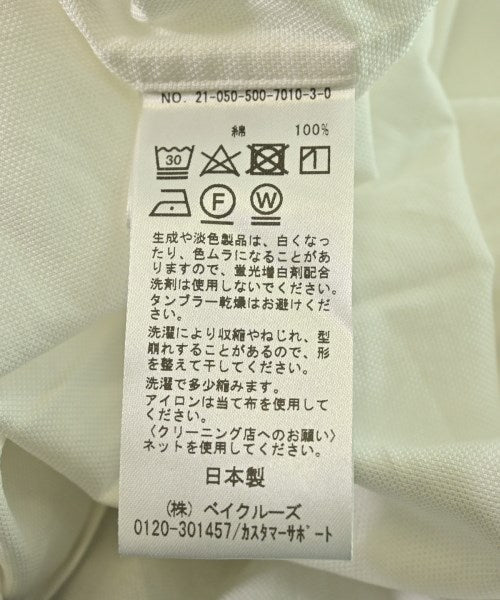 NO. 21-050-500-7010-3-0
綿 100%
30
F W
生成や淡色製品は、白くなっ
たり、色ムラになることがあ
りますので、蛍光増白剤配合
洗剤は使用しないでください。
タンブラー乾燥はお避けくだ
さい。
洗濯により収縮やねじれ、型
崩れすることがあるので、形
を整えて干してください。
洗濯で多少縮みます。
アイロンは当て布を使用して
ください。
〈クリーニング店へのお願い〉
ネットを使用してください。
日本製
（株）ベイクルーズ
0120-301457/ｶｽﾀﾏｰｻﾎﾟｰﾄ